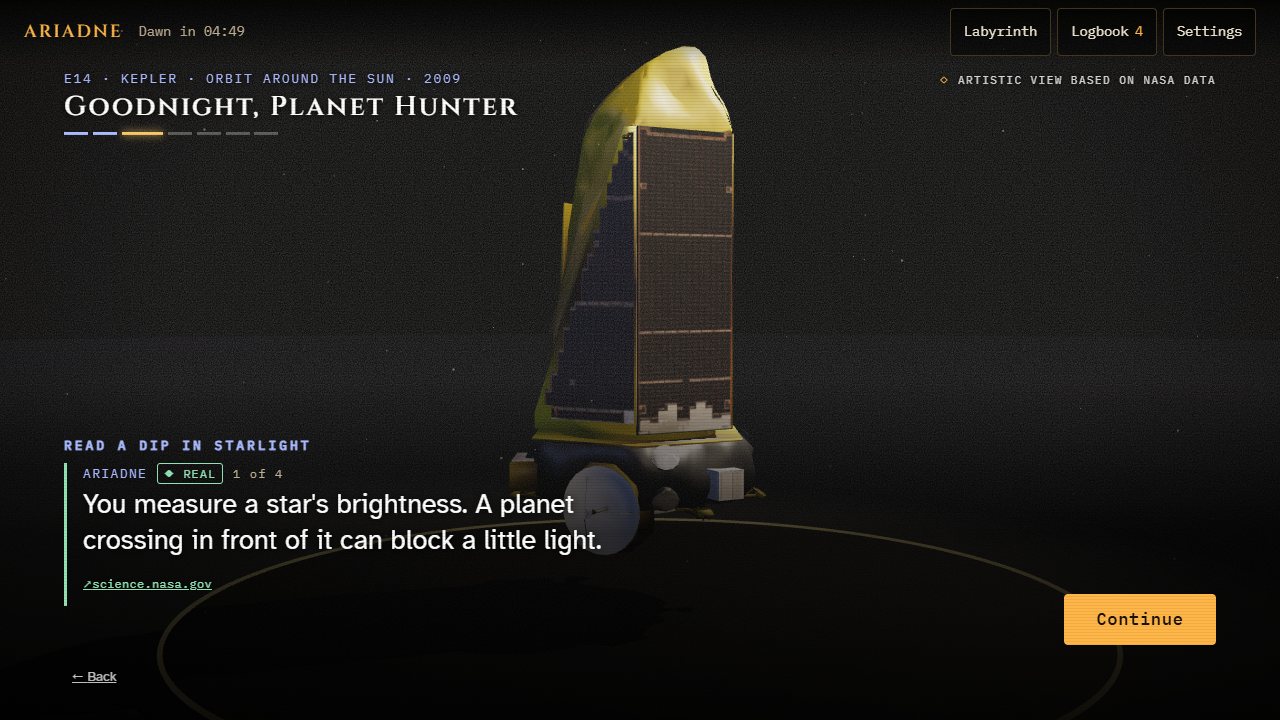 ARIADNE
Dawn in 04:49
Labyrinth
Logbook 4
Settings
E14 · KEPLER · ORBIT AROUND THE SUN · 2009
GOODNIGHT, PLANET HUNTER
◇ ARTISTIC VIEW BASED ON NASA DATA
READ A DIP IN STARLIGHT
ARIADNE ◆ REAL 1 of 4
You measure a star's brightness. A planet
crossing in front of it can block a little light.
↗science.nasa.gov
Continue
← Back